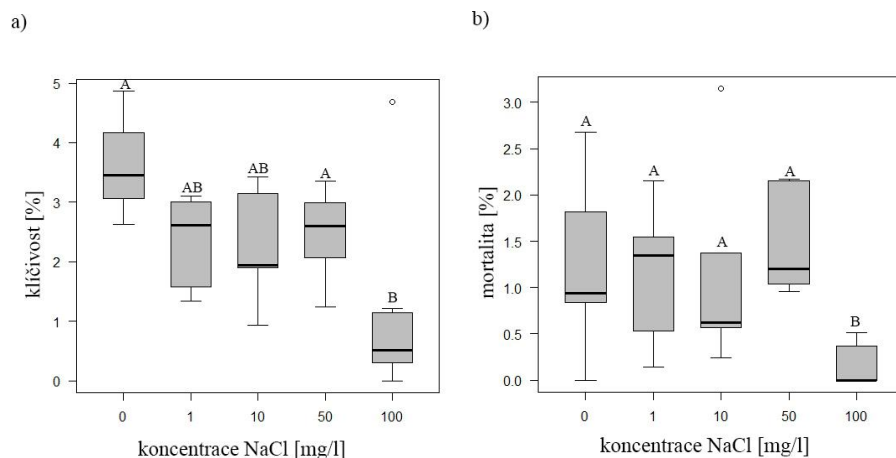 a)
klíčivost [%]
5
4
3
2
1
0
A
AB
AB
A
B
0 1 10 50 100
koncentrace NaCl [mg/l]
b)
mortalita [%]
3.0
2.5
2.0
1.5
1.0
0.5
0.0
A
A
A
A
B
0 1 10 50 100
koncentrace NaCl [mg/l]